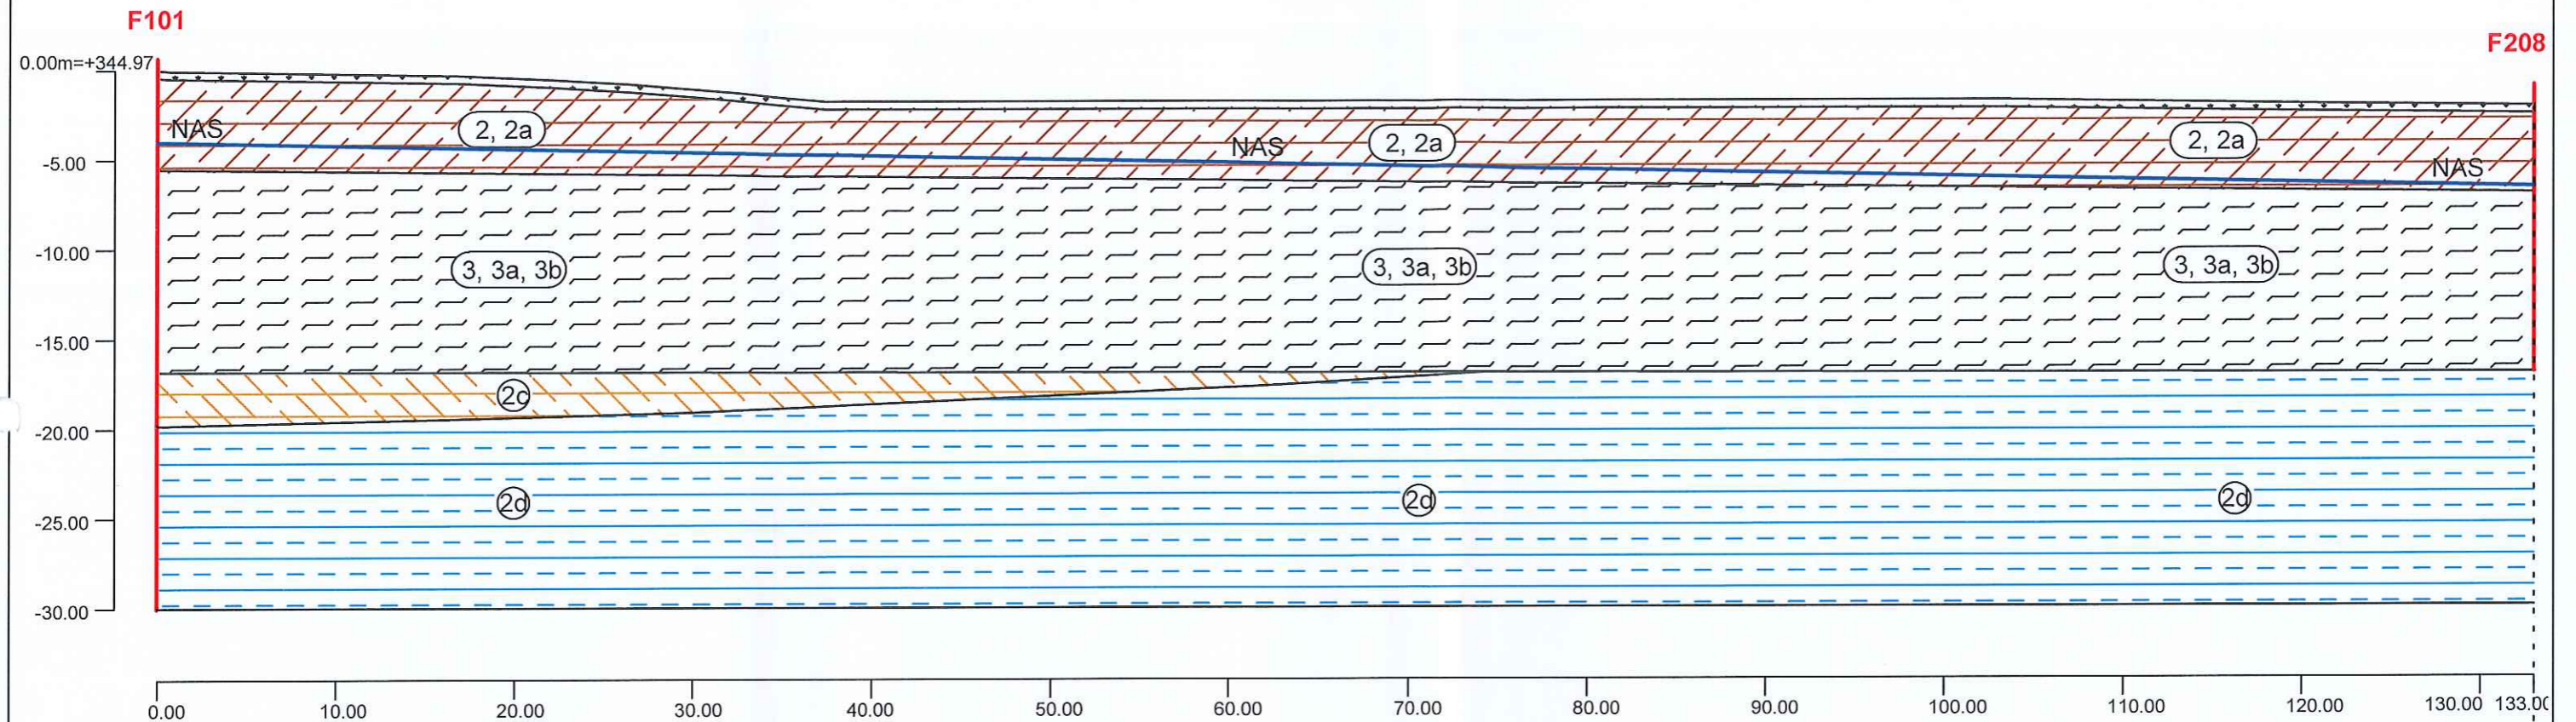 F101
F208
0.00m=+344.97
NAS 2, 2a NAS 2, 2a 2, 2a NAS
-5.00
-10.00
3, 3a, 3b 3, 3a, 3b 3, 3a, 3b
-15.00
2c
-20.00
2d 2d 2d
-25.00
-30.00
0.00 10.00 20.00 30.00 40.00 50.00 60.00 70.00 80.00 90.00 100.00 110.00 120.00 130.00 133.00